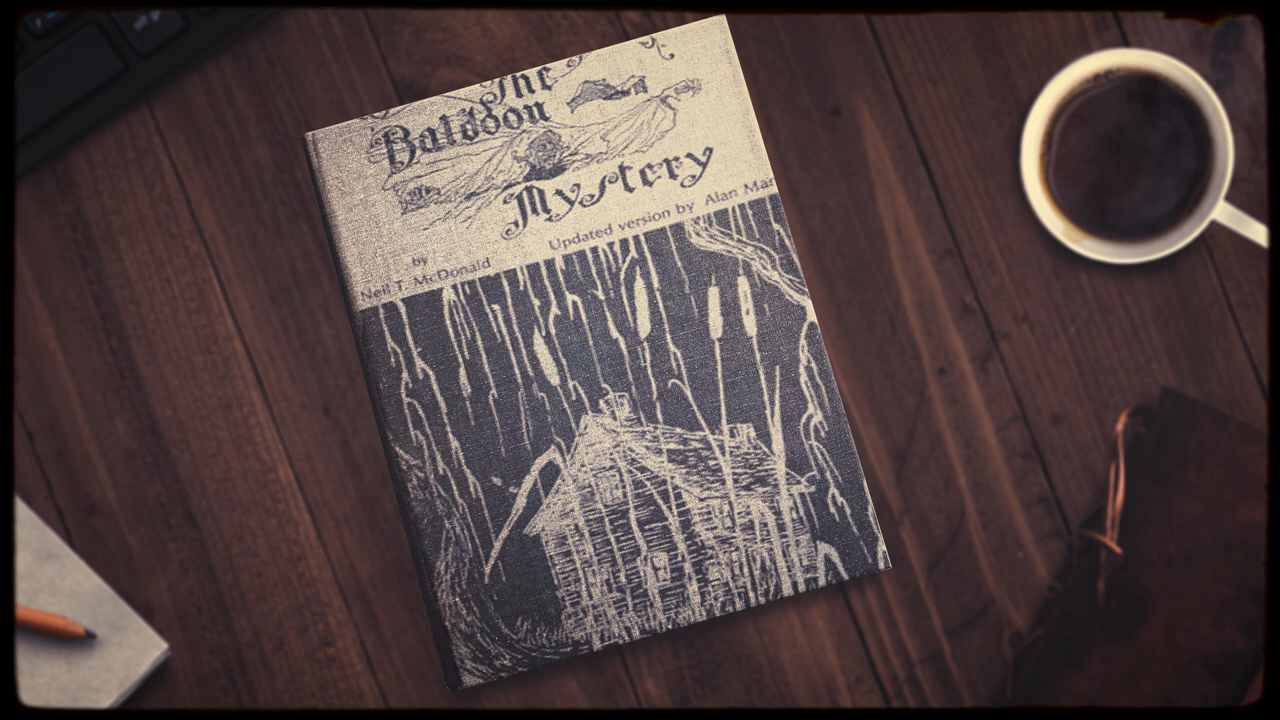 The
Baldoon
Mystery
Updated version by Alan
by
Neil T. McDonald